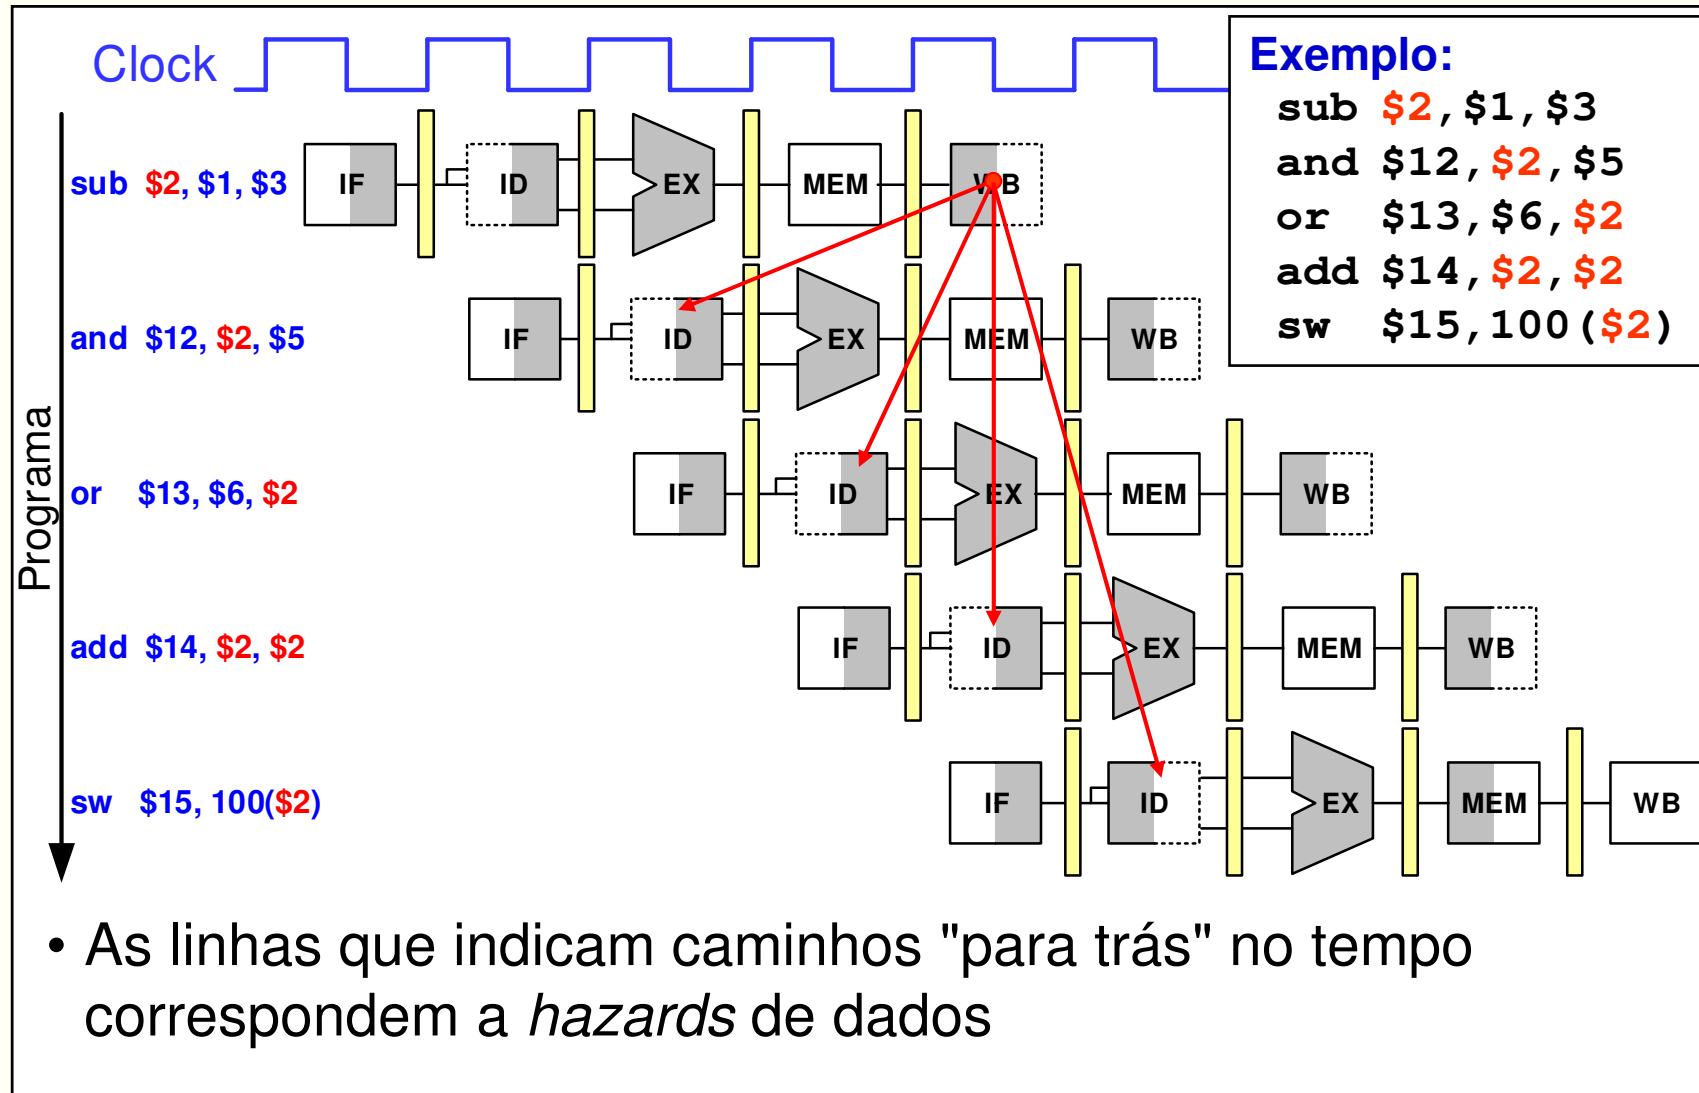 Clock
Exemplo:
sub $2,$1,$3
and $12,$2,$5
or $13,$6,$2
add $14,$2,$2
sw $15,100($2)
Programa
sub $2, $1, $3
IF ID EX MEM WB
and $12, $2, $5
IF ID EX MEM WB
or $13, $6, $2
IF ID EX MEM WB
add $14, $2, $2
IF ID EX MEM WB
sw $15, 100($2)
IF ID EX MEM WB
• As linhas que indicam caminhos "para trás" no tempo
correspondem a hazards de dados